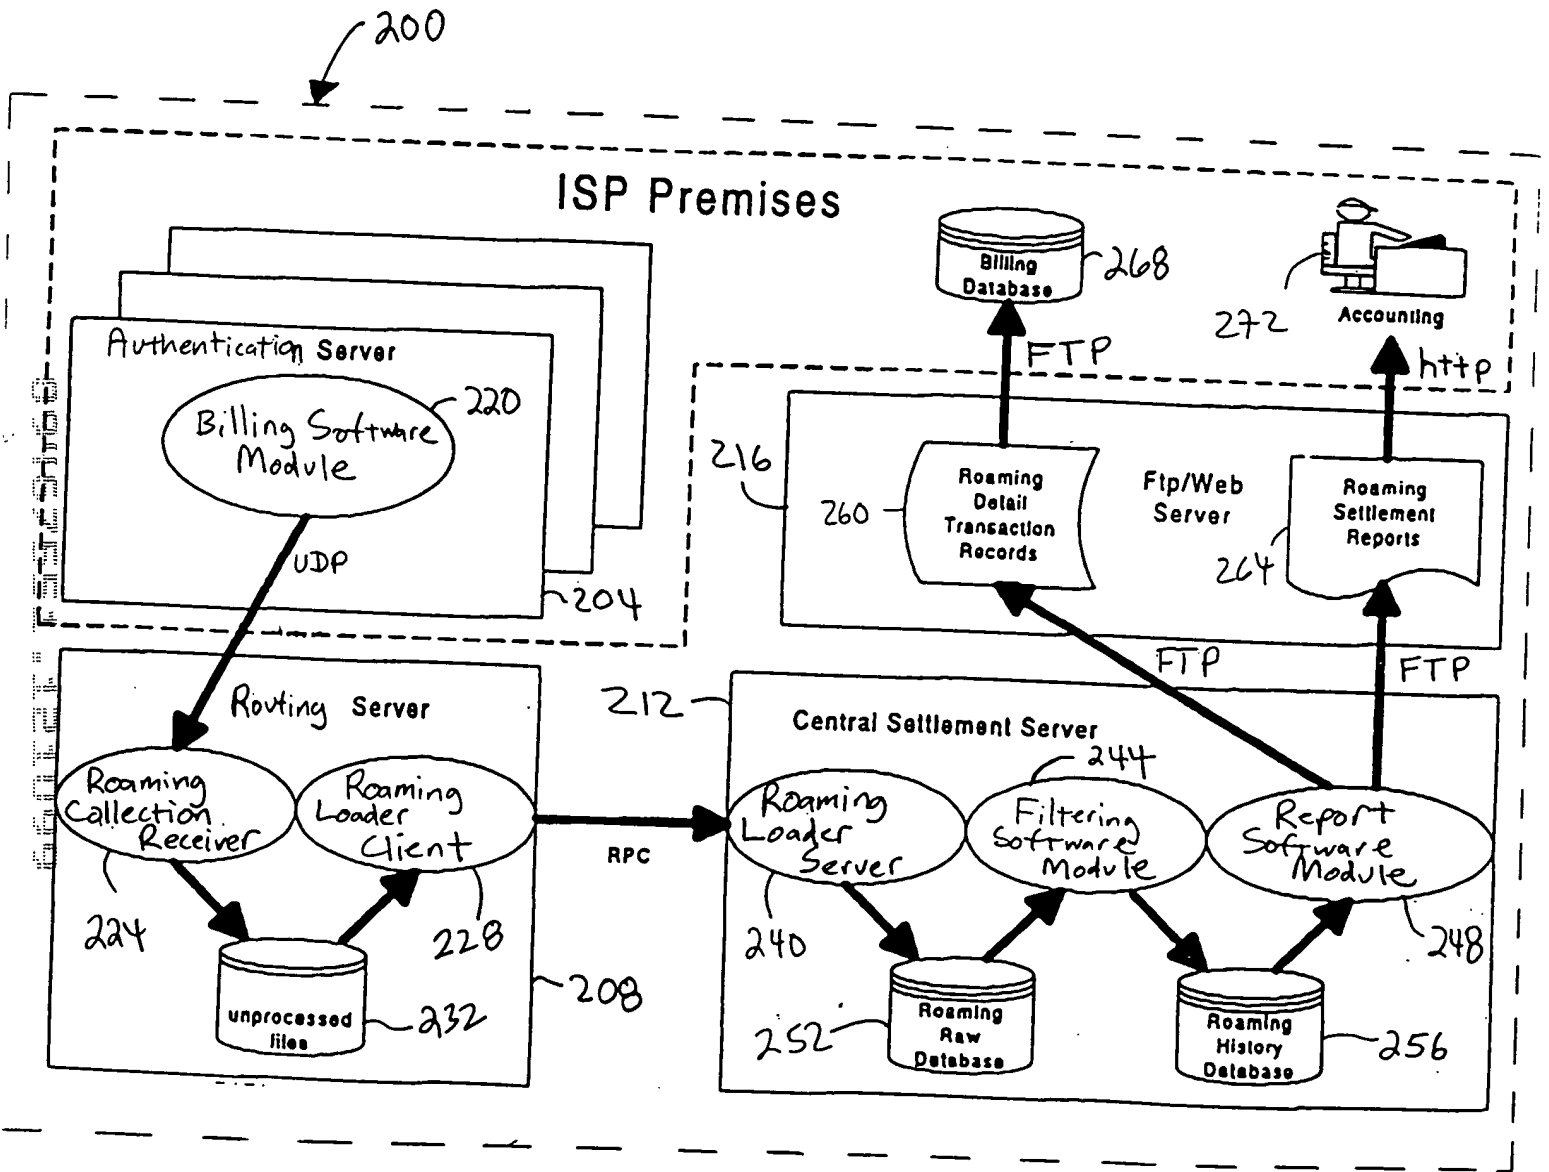 200
ISP Premises
Authentication Server
220
Billing Software
Module
UDP
204
Billing
Database
268
FTP
272
Accounting
http
216
260
Roaming
Detail
Transaction
Records
Ftp/Web
Server
264
Roaming
Settlement
Reports
FTP
FTP
Routing Server
Roaming
Callection
Receiver
Roaming
Loader
Client
224
228
unprocessed
files
232
208
RPC
212
Central Settlement Server
244
Roaming
Loader
Server
Filtering
Software
Module
Report
Software
Module
240
248
252
Roaming
Raw
Database
Roaming
History
Database
256